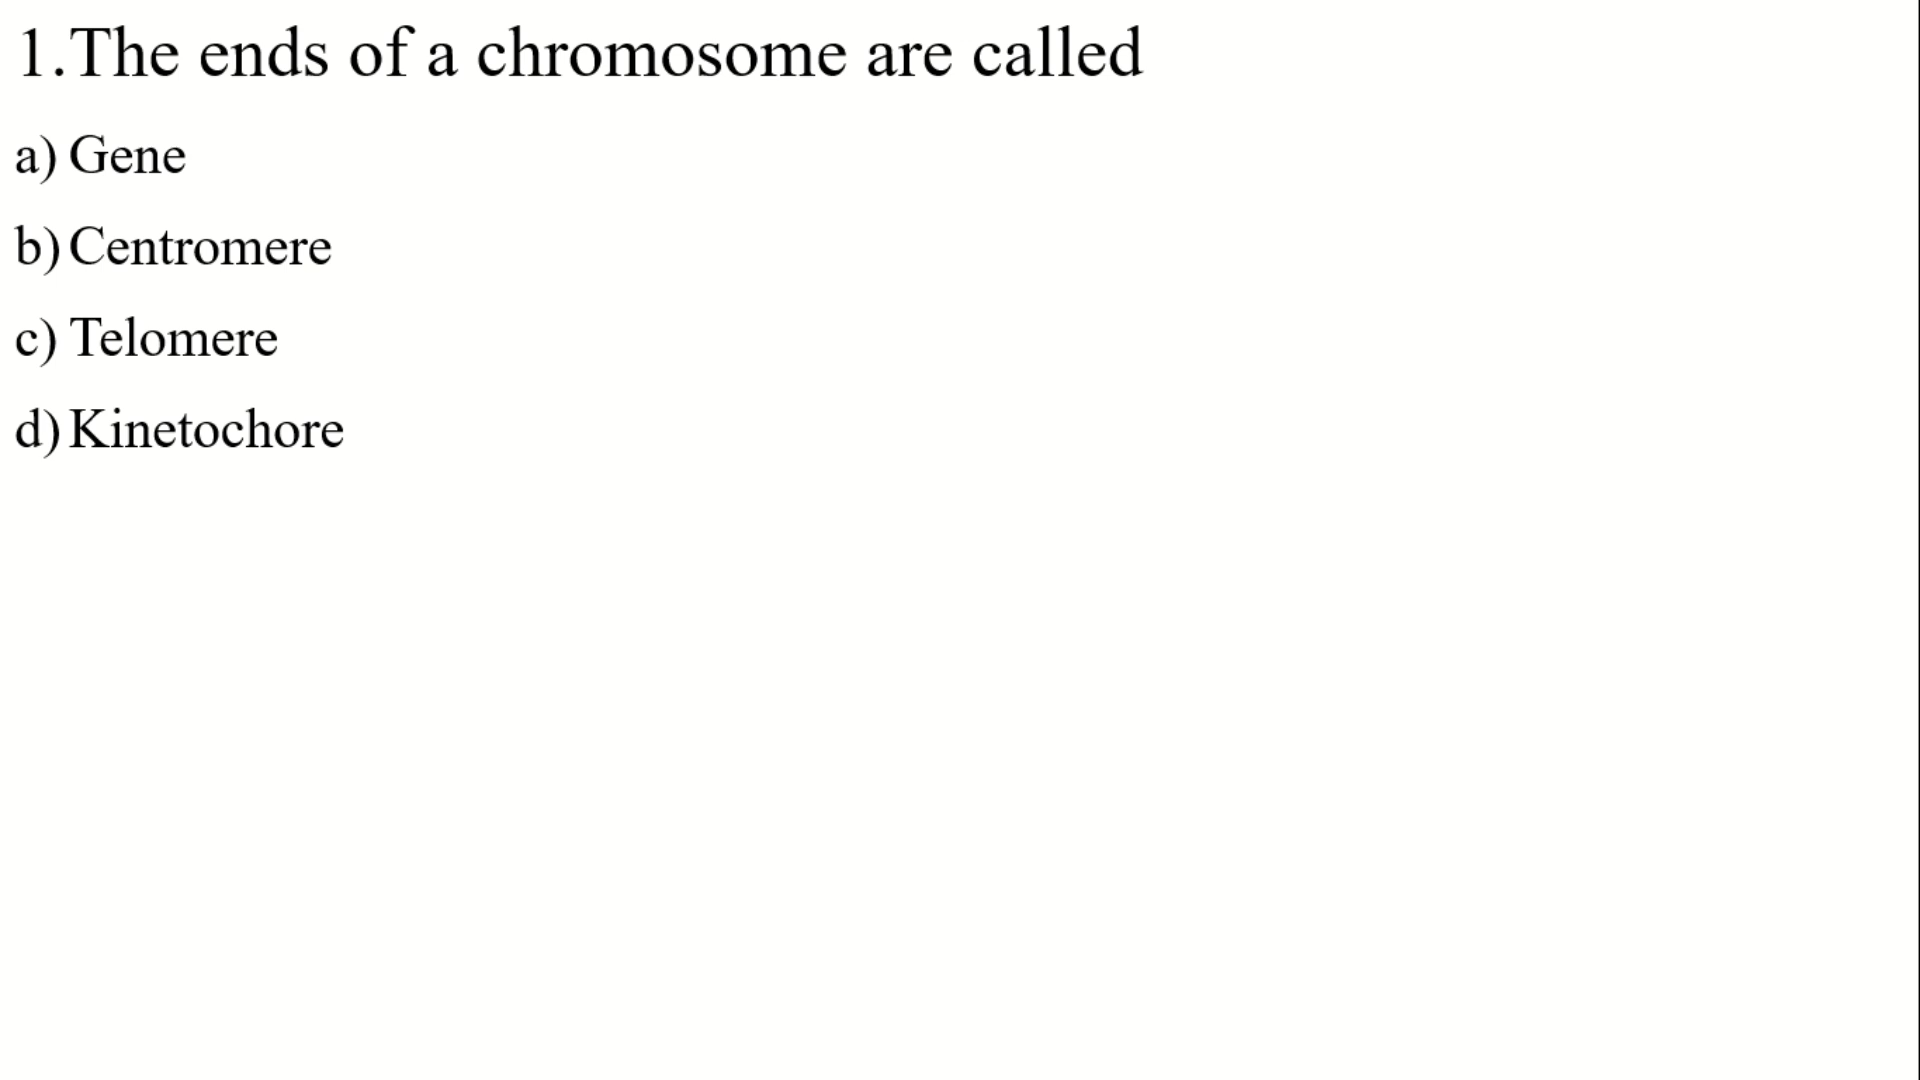 1.The ends of a chromosome are called
a) Gene
b) Centromere
c) Telomere
d) Kinetochore